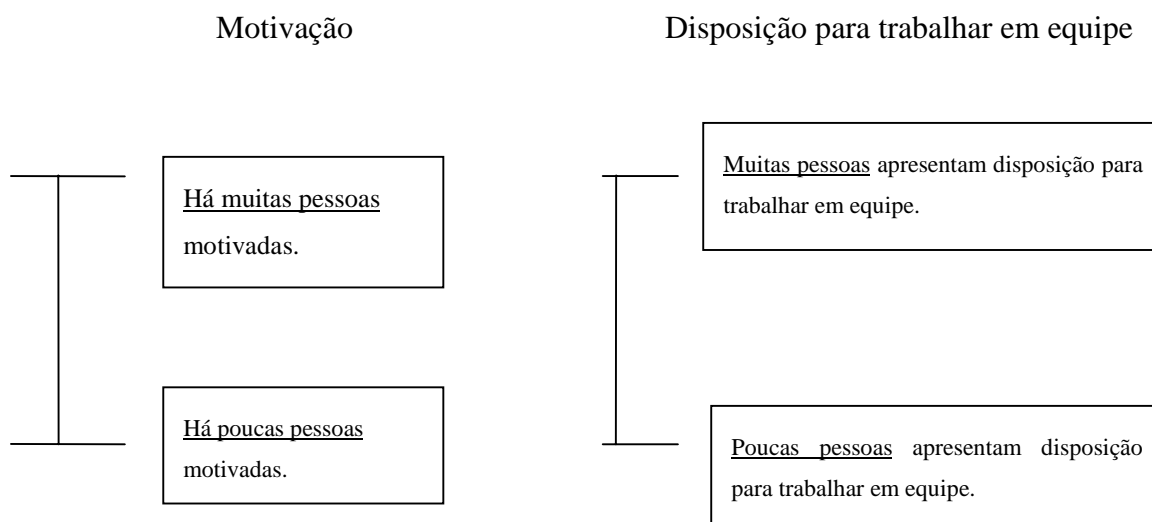 Motivação
Disposição para trabalhar em equipe
Há muitas pessoas
motivadas.
Muitas pessoas apresentam disposição para
trabalhar em equipe.
Há poucas pessoas
motivadas.
Poucas pessoas apresentam disposição
para trabalhar em equipe.